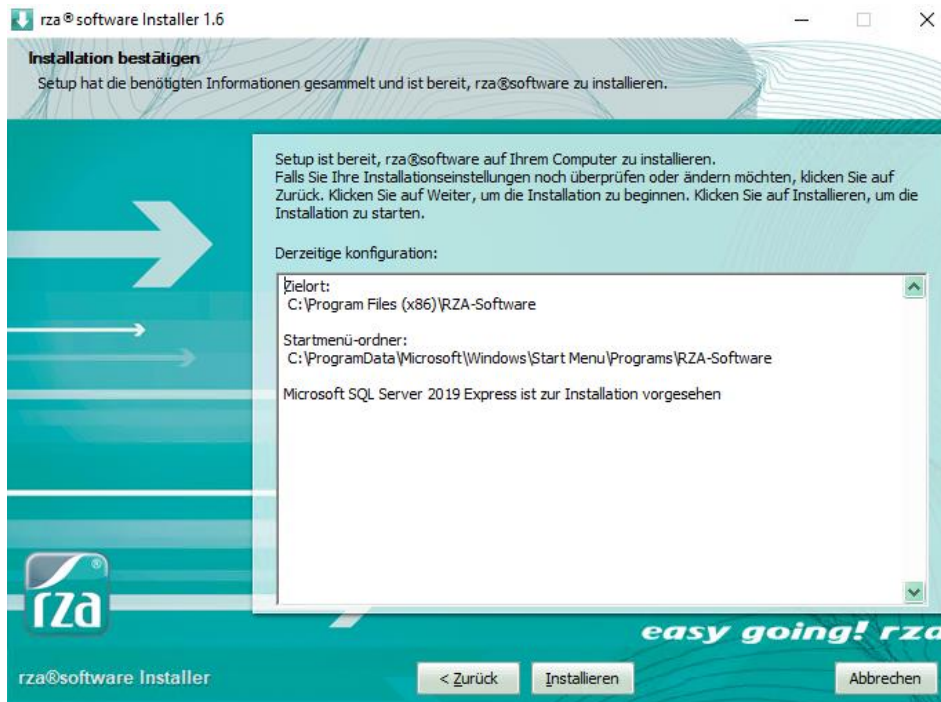 rza®software Installer 1.6
Installation bestätigen
Setup hat die benötigten Informationen gesammelt und ist bereit, rza®software zu installieren.
Setup ist bereit, rza®software auf Ihrem Computer zu installieren.
Falls Sie Ihre Installationseinstellungen noch überprüfen oder ändern möchten, klicken Sie auf
Zurück. Klicken Sie auf Weiter, um die Installation zu beginnen. Klicken Sie auf Installieren, um die
Installation zu starten.
Derzeitige konfiguration:
Zielort:
C:\Program Files (x86)\RZA-Software
Startmenü-ordner:
C:\ProgramData\Microsoft\Windows\Start Menu\Programs\RZA-Software
Microsoft SQL Server 2019 Express ist zur Installation vorgesehen
rza®
easy going! rza
rza®software Installer
< Zurück
Installieren
Abbrechen